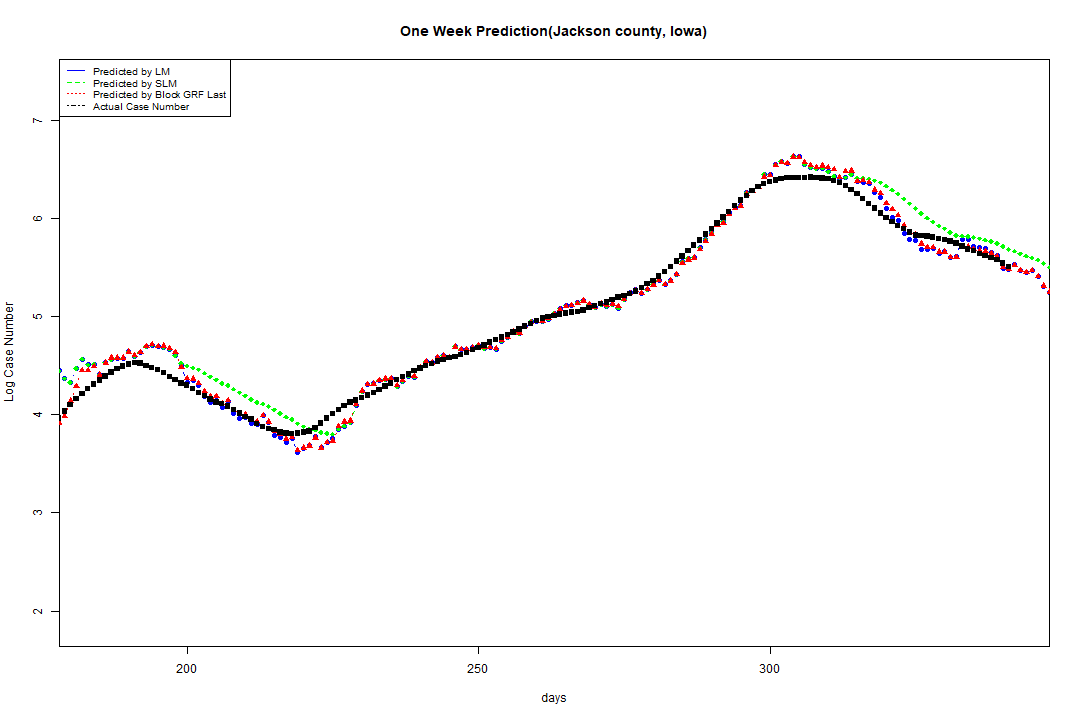 One Week Prediction(Jackson county, Iowa)
Predicted by LM
Predicted by SLM
Predicted by Block GRF Last
Actual Case Number
7
6
5
4
3
2
Log Case Number
200
250
300
days